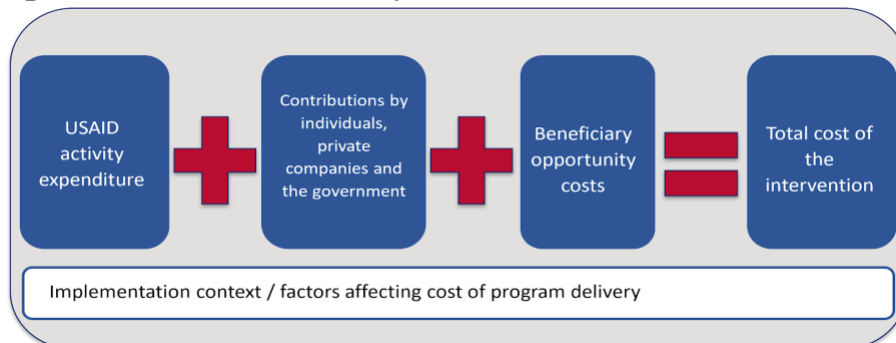 USAID
activity
expenditure
Contributions by
individuals,
private
companies and
the government
Beneficiary
opportunity
costs
Total cost of
the
intervention
Implementation context / factors affecting cost of program delivery